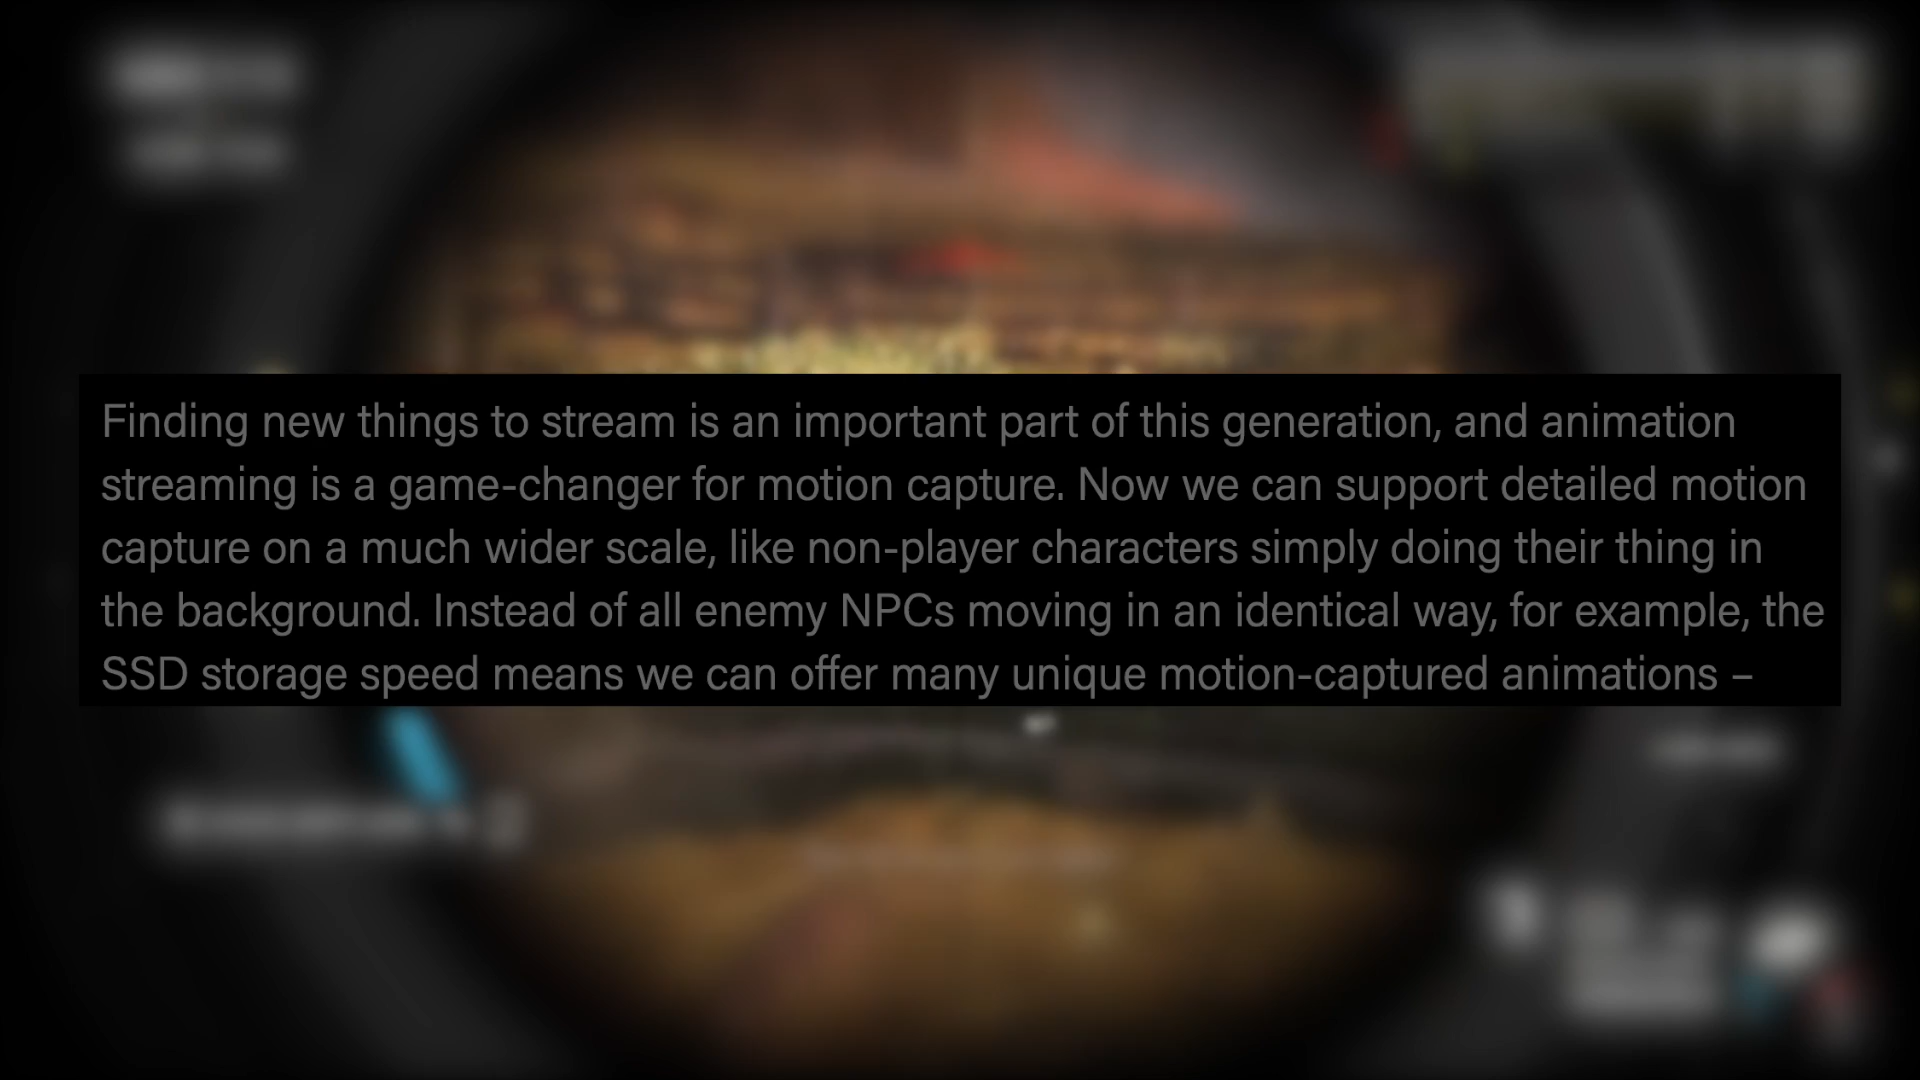 Finding new things to stream is an important part of this generation, and animation
streaming is a game-changer for motion capture. Now we can support detailed motion
capture on a much wider scale, like non-player characters simply doing their thing in
the background. Instead of all enemy NPCs moving in an identical way, for example, the
SSD storage speed means we can offer many unique motion-captured animations –